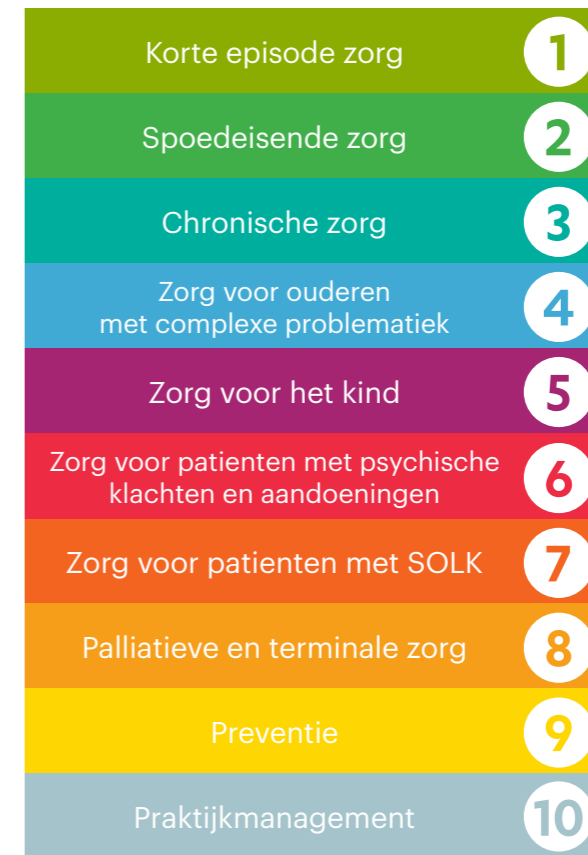 Korte episode zorg 1
Spoedeisende zorg 2
Chronische zorg 3
Zorg voor ouderen
met complexe problematiek 4
Zorg voor het kind 5
Zorg voor patienten met psychische
klachten en aandoeningen 6
Zorg voor patienten met SOLK 7
Palliatieve en terminale zorg 8
Preventie 9
Praktijkmanagement 10